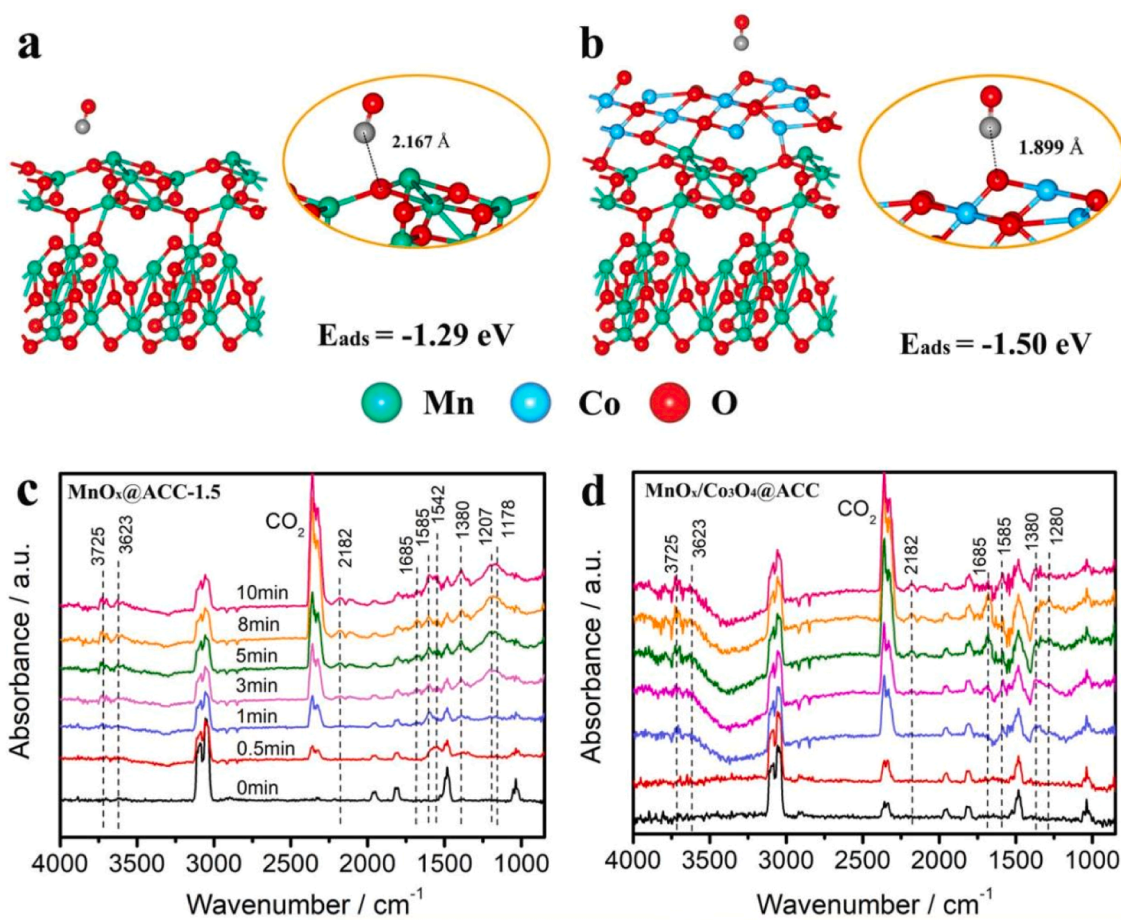 a
2.167 Å
Eads = -1.29 eV
b
1.899 Å
Eads = -1.50 eV
Mn Co O
c
MnOx@ACC-1.5
CO2
3725
3623
2182
1685
1585
1542
1380
1207
1178
10min
8min
5min
3min
1min
0.5min
0min
Absorbance / a.u.
4000 3500 3000 2500 2000 1500 1000
Wavenumber / cm-1
d
MnOx/Co3O4@ACC
CO2
3725
3623
2182
1685
1585
1380
1280
Absorbance / a.u.
4000 3500 3000 2500 2000 1500 1000
Wavenumber / cm-1